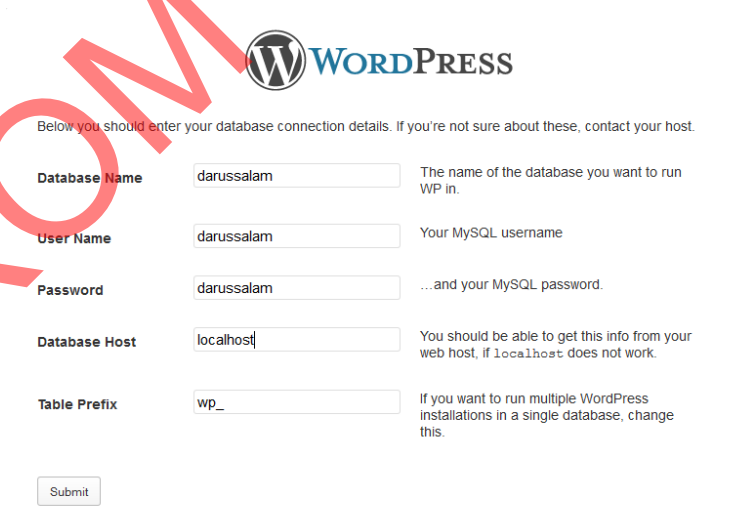 WORDPRESS
Below you should enter your database connection details. If you're not sure about these, contact your host.
Database Name darussalam The name of the database you want to run
WP in.
User Name darussalam Your MySQL username
Password darussalam …and your MySQL password.
Database Host localhost You should be able to get this info from your
web host, if localhost does not work.
Table Prefix wp_ If you want to run multiple WordPress
installations in a single database, change
this.
Submit